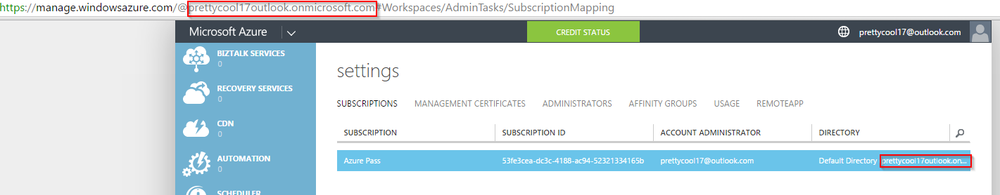 https://manage.windowsazure.com/@prettycool17outlook.onmicrosoft.com#Workspaces/AdminTasks/SubscriptionMapping
Microsoft Azure
CREDIT STATUS
prettycool17@outlook.com
BIZTALK SERVICES
0
RECOVERY SERVICES
0
CDN
0
AUTOMATION
0
SCHEDULER
settings
SUBSCRIPTIONS MANAGEMENT CERTIFICATES ADMINISTRATORS AFFINITY GROUPS USAGE REMOTEAPP
SUBSCRIPTION SUBSCRIPTION ID ACCOUNT ADMINISTRATOR DIRECTORY
Azure Pass 53fe3cea-dc3c-4188-ac94-52321334165b prettycool17@outlook.com Default Directory prettycool17outlook.on...